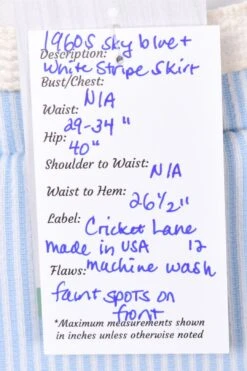 1960s sky blue +
Description:
White Stripe Skirt
Bust/Chest:
N/A
Waist:
29-34"
Hip:
40"
Shoulder to Waist: N/A
Waist to Hem: 26 1/2"
Label: Cricket Lane
made in USA 12
Flaws: machine wash
faint spots on
front
*Maximum measurements shown
in inches unless otherwise noted